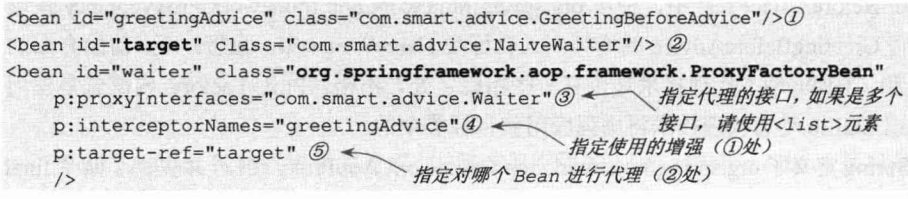 <bean id="greetingAdvice" class="com.smart.advice.GreetingBeforeAdvice"/>①
<bean id="target" class="com.smart.advice.NaiveWaiter"/> ②
<bean id="waiter" class="org.springframework.aop.framework.ProxyFactoryBean"
p:proxyInterfaces="com.smart.advice.Waiter"③ 指定代理的接口，如果是多个
接口，请使用<list>元素
p:interceptorNames="greetingAdvice"④
指定使用的增强（①处）
p:target-ref="target" ⑤
指定对哪个 Bean 进行代理（②处）
/>